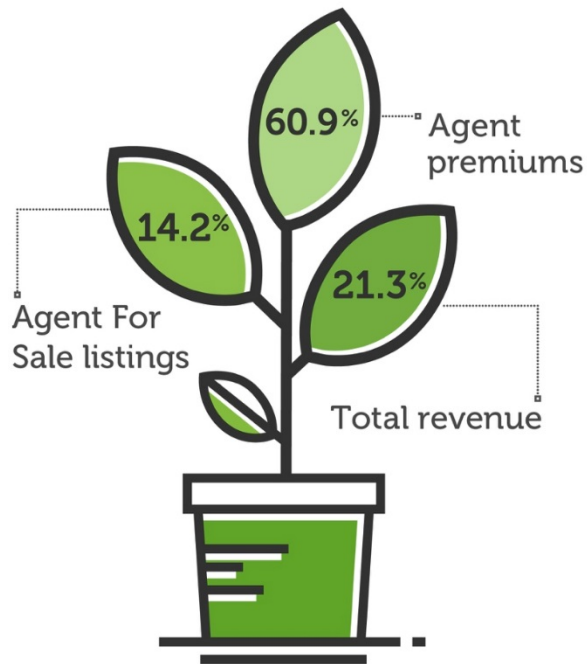 60.9%
Agent
premiums
14.2%
Agent For
Sale listings
21.3%
Total revenue